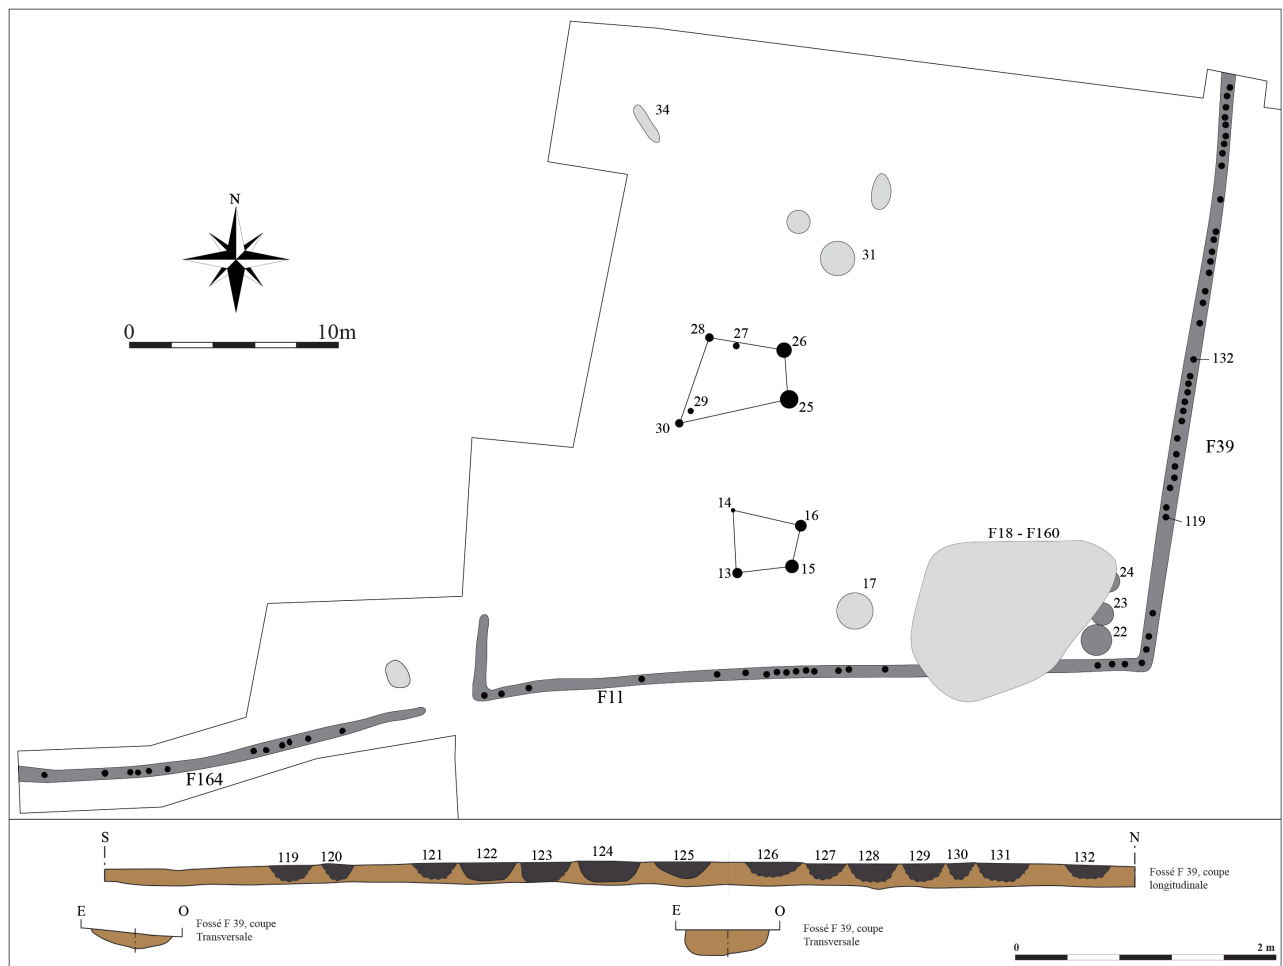 34
N
0 10m
31
28
27
26
29
25
30
132
F39
14
16
119
F18 - F160
13
15
17
24
23
22
F11
F164
S
N
119
120
121
122
123
124
125
126
127
128
129
130
131
132
Fossé F 39, coupe
longitudinale
E O
Fossé F 39, coupe
Transversale
E O
Fossé F 39, coupe
Transversale
0 2 m